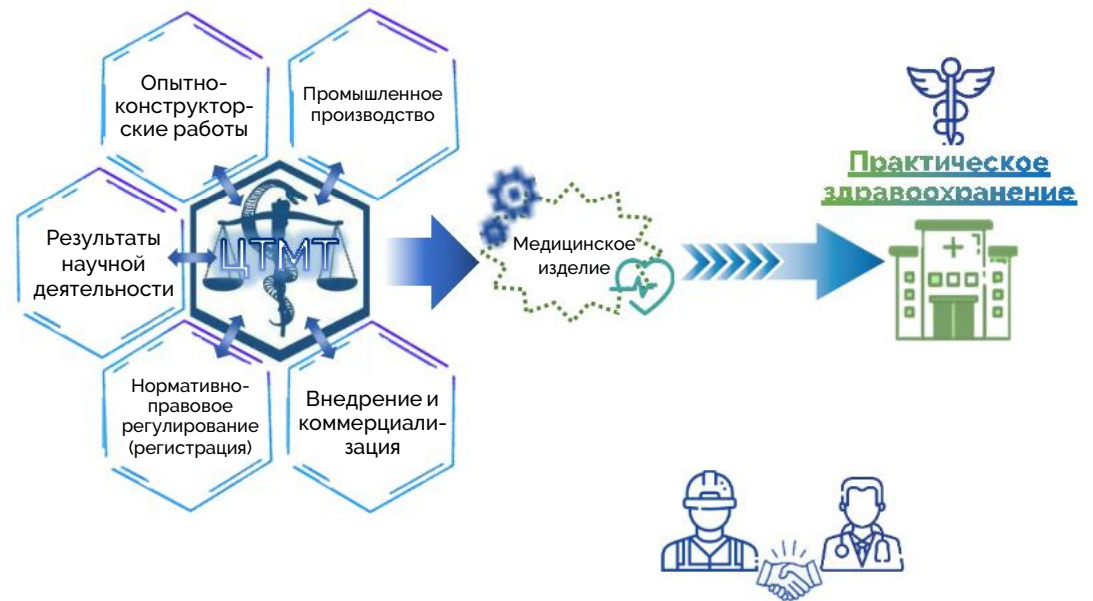 Опытно-
конструктор-
ские работы
Промышленное
производство
Результаты
научной
деятельности
ЦТМТ
Нормативно-
правовое
регулирование
(регистрация)
Внедрение и
коммерциали-
зация
Медицинское
изделие
Практическое
здравоохранение